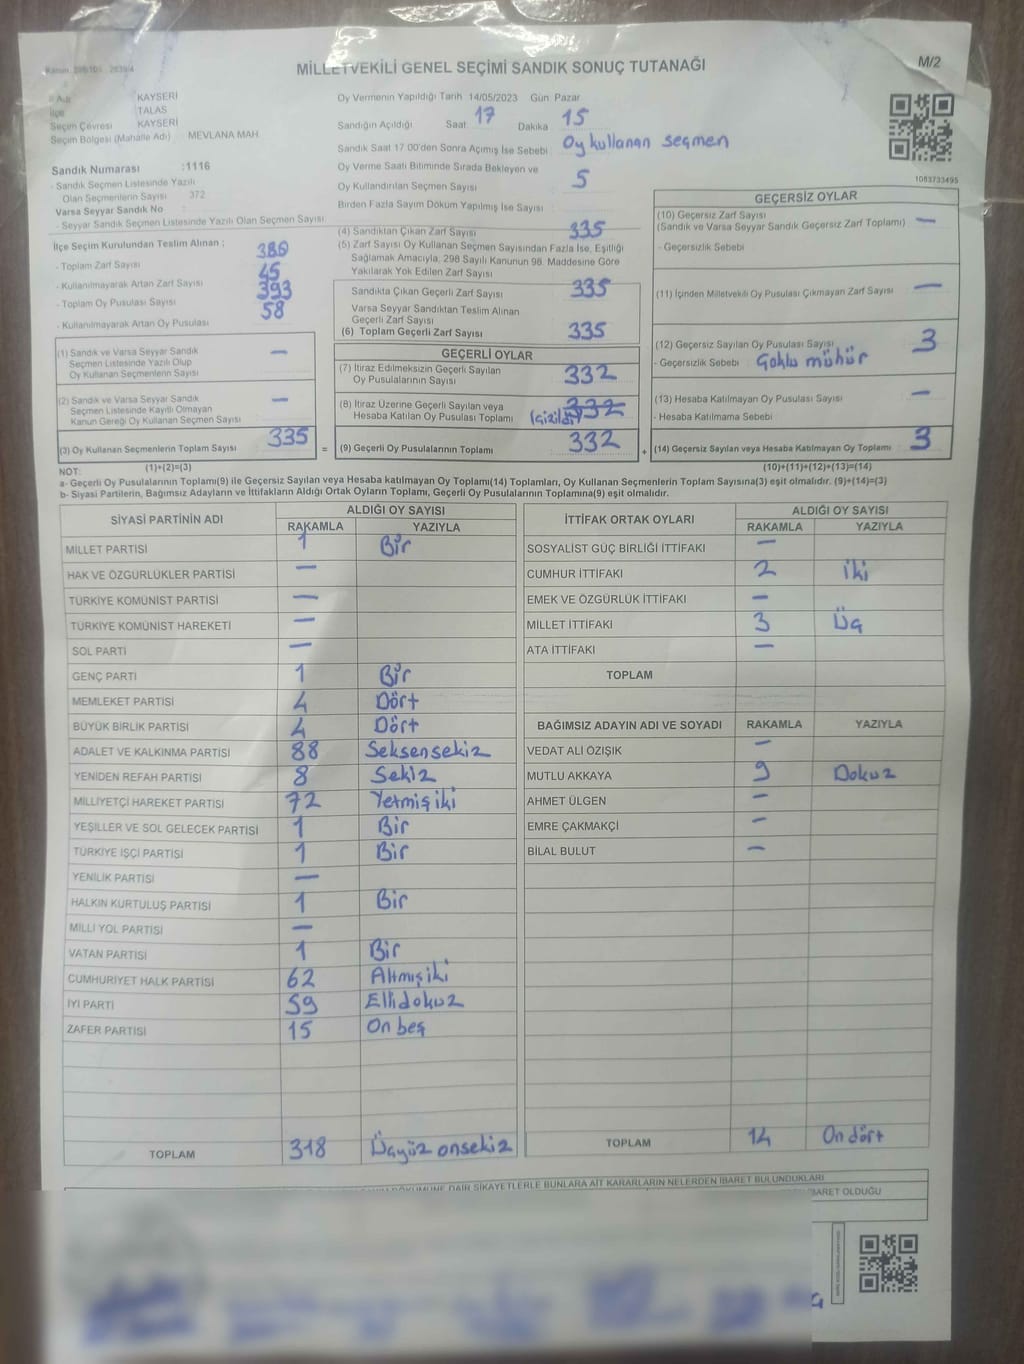 MİLLETVEKİLİ GENEL SEÇİMİ SANDIK SONUÇ TUTANAĞI
M/2
İl Adı : KAYSERİ
İlçe : TALAS
Seçim Çevresi : KAYSERİ
Seçim Bölgesi (Mahalle Adı) : MEVLANA MAH.
Oy Vermenin Yapıldığı Tarih 14/05/2023 Gün Pazar
Sandığın Açıldığı Saat 17 Dakika 15
Sandık Saat 17 00'den Sonra Açımış İse Sebebi Oy kullanan seçmen
Oy Verme Saati Bitiminde Sırada Bekleyen ve
Oy Kullandırılan Seçmen Sayısı 5
Birden Fazla Sayım Döküm Yapılmış İse Sayısı
1053733495
Sandık Numarası :1116
- Sandık Seçmen Listesinde Yazılı
Olan Seçmenlerin Sayısı 372
Varsa Seyyar Sandık No :
- Seyyar Sandık Seçmen Listesinde Yazılı Olan Seçmen Sayısı
İlçe Seçim Kurulundan Teslim Alınan ;
- Toplam Zarf Sayısı 380
- Kullanılmayarak Artan Zarf Sayısı 45
- Toplam Oy Pusulası Sayısı 393
- Kullanılmayarak Artan Oy Pusulası 58
(4) Sandıktan Çıkan Zarf Sayısı 335
(5) Zarf Sayısı Oy Kullanan Seçmen Sayısından Fazla İse, Eşitliği
Sağlamak Amacıyla, 298 Sayılı Kanunun 98. Maddesine Göre
Yakılarak Yok Edilen Zarf Sayısı
Sandıkta Çıkan Geçerli Zarf Sayısı 335
Varsa Seyyar Sandıktan Teslim Alınan
Geçerli Zarf Sayısı
(6) Toplam Geçerli Zarf Sayısı 335
GEÇERSİZ OYLAR
(10) Geçersiz Zarf Sayısı
(Sandık ve Varsa Seyyar Sandık Geçersiz Zarf Toplamı) —
- Geçersizlik Sebebi
(11) İçinden Milletvekili Oy Pusulası Çıkmayan Zarf Sayısı —
(12) Geçersiz Sayılan Oy Pusulası Sayısı 3
- Geçersizlik Sebebi : Çoklu mühür
(13) Hesaba Katılmayan Oy Pusulası Sayısı —
- Hesaba Katılmama Sebebi
(14) Geçersiz Sayılan veya Hesaba Katılmayan Oy Toplamı 3
(1) Sandık ve Varsa Seyyar Sandık
Seçmen Listesinde Yazılı Olup
Oy Kullanan Seçmenlerin Sayısı —
(2) Sandık ve Varsa Seyyar Sandık
Seçmen Listesinde Kayıtlı Olmayan
Kanun Gereği Oy Kullanan Seçmen Sayısı —
(3) Oy Kullanan Seçmenlerin Toplam Sayısı 335
=
GEÇERLİ OYLAR
(7) İtiraz Edilmeksizin Geçerli Sayılan
Oy Pusulalarının Sayısı 332
(8) İtiraz Üzerine Geçerli Sayılan veya
Hesaba Katılan Oy Pusulası Toplamı (çizildi) 332
(9) Geçerli Oy Pusulalarının Toplamı 332
+
NOT: (1)+(2)=(3)
(10)+(11)+(12)+(13)=(14)
a- Geçerli Oy Pusulalarının Toplamı(9) ile Geçersiz Sayılan veya Hesaba katılmayan Oy Toplamı(14) Toplamları, Oy Kullanan Seçmenlerin Toplam Sayısına(3) eşit olmalıdır. (9)+(14)=(3)
b- Siyasi Partilerin, Bağımsız Adayların ve İttifakların Aldığı Ortak Oyların Toplamı, Geçerli Oy Pusulalarının Toplamına(9) eşit olmalıdır.
SİYASİ PARTİNİN ADI ALDIĞI OY SAYISI
RAKAMLA YAZIYLA
MİLLET PARTİSİ 1 Bir
HAK VE ÖZGÜRLÜKLER PARTİSİ —
TÜRKİYE KOMÜNİST PARTİSİ —
TÜRKİYE KOMÜNİST HAREKETİ —
SOL PARTİ —
GENÇ PARTİ 1 Bir
MEMLEKET PARTİSİ 4 Dört
BÜYÜK BİRLİK PARTİSİ 4 Dört
ADALET VE KALKINMA PARTİSİ 88 Seksensekiz
YENİDEN REFAH PARTİSİ 8 Sekiz
MİLLİYETÇİ HAREKET PARTİSİ 72 Yetmişiki
YEŞİLLER VE SOL GELECEK PARTİSİ 1 Bir
TÜRKİYE İŞÇİ PARTİSİ 1 Bir
YENİLİK PARTİSİ —
HALKIN KURTULUŞ PARTİSİ 1 Bir
MİLLİ YOL PARTİSİ —
VATAN PARTİSİ 1 Bir
CUMHURİYET HALK PARTİSİ 62 Altmışiki
İYİ PARTİ 59 Ellidokuz
ZAFER PARTİSİ 15 On beş
TOPLAM 318 Üçyüz onsekiz
İTTİFAK ORTAK OYLARI ALDIĞI OY SAYISI
RAKAMLA YAZIYLA
SOSYALİST GÜÇ BİRLİĞİ İTTİFAKI —
CUMHUR İTTİFAKI 2 iki
EMEK VE ÖZGÜRLÜK İTTİFAKI —
MİLLET İTTİFAKI 3 Üç
ATA İTTİFAKI —
TOPLAM
BAĞIMSIZ ADAYIN ADI VE SOYADI RAKAMLA YAZIYLA
VEDAT ALİ ÖZIŞIK —
MUTLU AKKAYA 9 Dokuz
AHMET ÜLGEN —
EMRE ÇAKMAKÇİ —
BİLAL BULUT —
TOPLAM 14 On dört
DÖKÜMÜNE DAİR ŞİKAYETLERLE BUNLARA AİT KARARLARIN NELERDEN İBARET BULUNDUKLARI
İBARET OLDUĞU